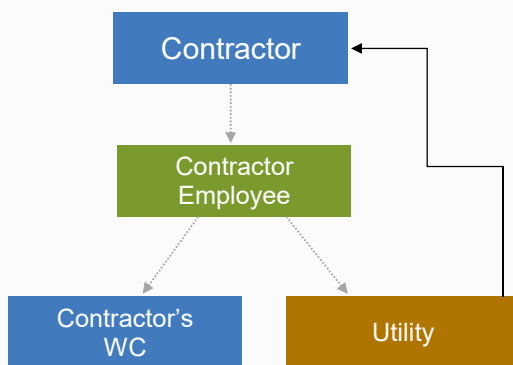 Contractor
Contractor
Employee
Contractor’s
WC
Utility